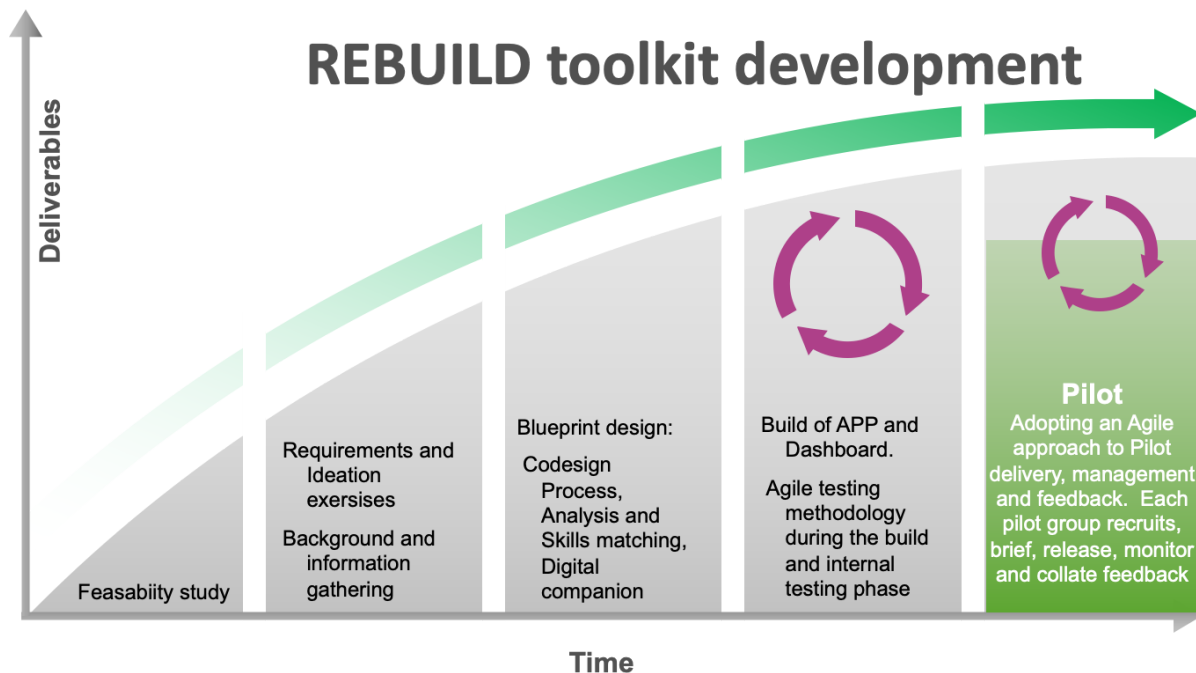 REBUILD toolkit development
Deliverables
Feasabiity study
Requirements and
Ideation
exersises
Background and
information
gathering
Blueprint design:
Codesign
Process,
Analysis and
Skills matching,
Digital
companion
Build of APP and
Dashboard.
Agile testing
methodology
during the build
and internal
testing phase
Pilot
Adopting an Agile
approach to Pilot
delivery, management
and feedback. Each
pilot group recruits,
brief, release, monitor
and collate feedback
Time